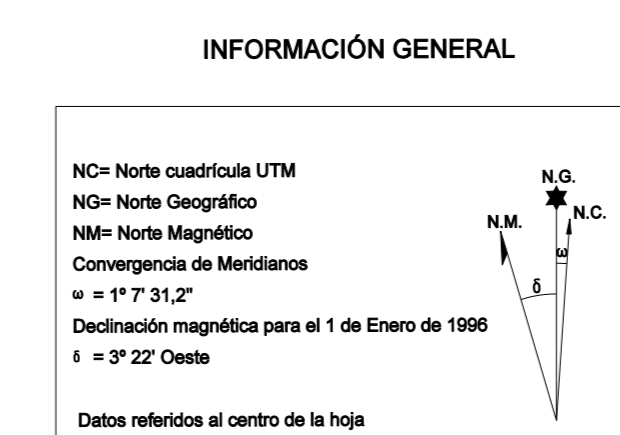 INFORMACIÓN GENERAL
NC= Norte cuadrícula UTM
NG= Norte Geográfico
NM= Norte Magnético
Convergencia de Meridianos
ω = 1º 7' 31,2"
Declinación magnética para el 1 de Enero de 1996
δ = 3º 22' Oeste
Datos referidos al centro de la hoja
N.G.
N.C.
N.M.
ω
δ